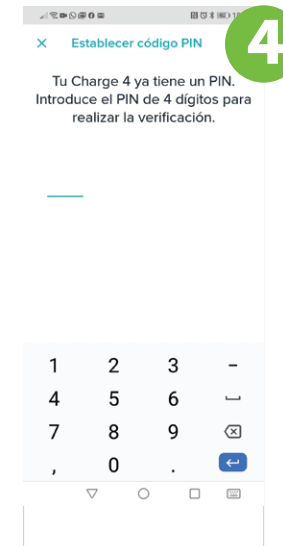 4
× Establecer código PIN
Tu Charge 4 ya tiene un PIN.
Introduce el PIN de 4 dígitos para
realizar la verificación.
1 2 3 -
4 5 6
7 8 9
, 0 .